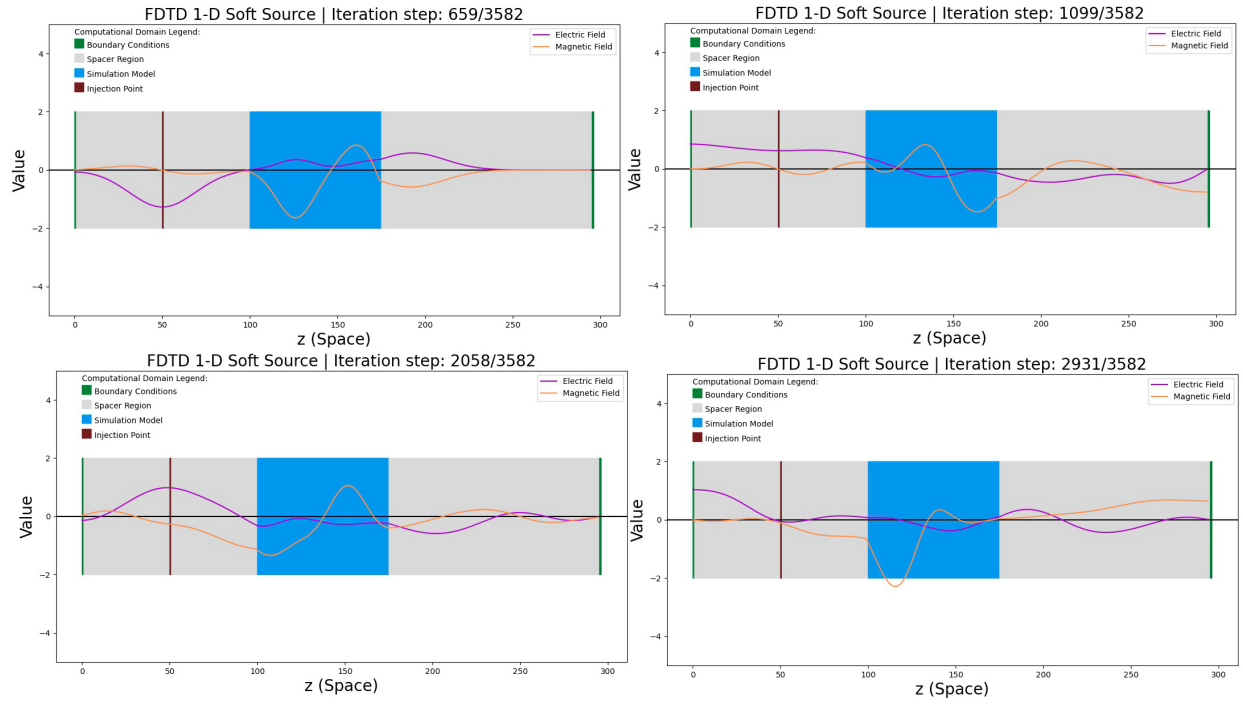 FDTD 1-D Soft Source | Iteration step: 659/3582
Computational Domain Legend:
Boundary Conditions
Spacer Region
Simulation Model
Injection Point
Electric Field
Magnetic Field
4
2
0
−2
−4
Value
0 50 100 150 200 250 300
z (Space)
FDTD 1-D Soft Source | Iteration step: 1099/3582
Computational Domain Legend:
Boundary Conditions
Spacer Region
Simulation Model
Injection Point
Electric Field
Magnetic Field
4
2
0
−2
−4
Value
0 50 100 150 200 250 300
z (Space)
FDTD 1-D Soft Source | Iteration step: 2058/3582
Computational Domain Legend:
Boundary Conditions
Spacer Region
Simulation Model
Injection Point
Electric Field
Magnetic Field
4
2
0
−2
−4
Value
0 50 100 150 200 250 300
z (Space)
FDTD 1-D Soft Source | Iteration step: 2931/3582
Computational Domain Legend:
Boundary Conditions
Spacer Region
Simulation Model
Injection Point
Electric Field
Magnetic Field
4
2
0
−2
−4
Value
0 50 100 150 200 250 300
z (Space)